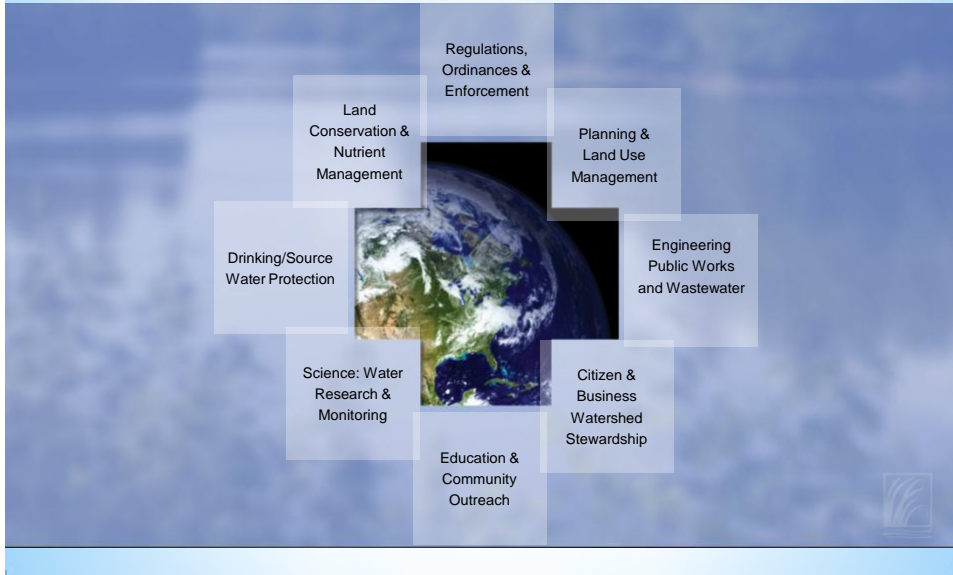 Regulations,
Ordinances &
Enforcement
Land
Conservation &
Nutrient
Management
Planning &
Land Use
Management
Drinking/Source
Water Protection
Engineering
Public Works
and Wastewater
Science: Water
Research &
Monitoring
Citizen &
Business
Watershed
Stewardship
Education &
Community
Outreach